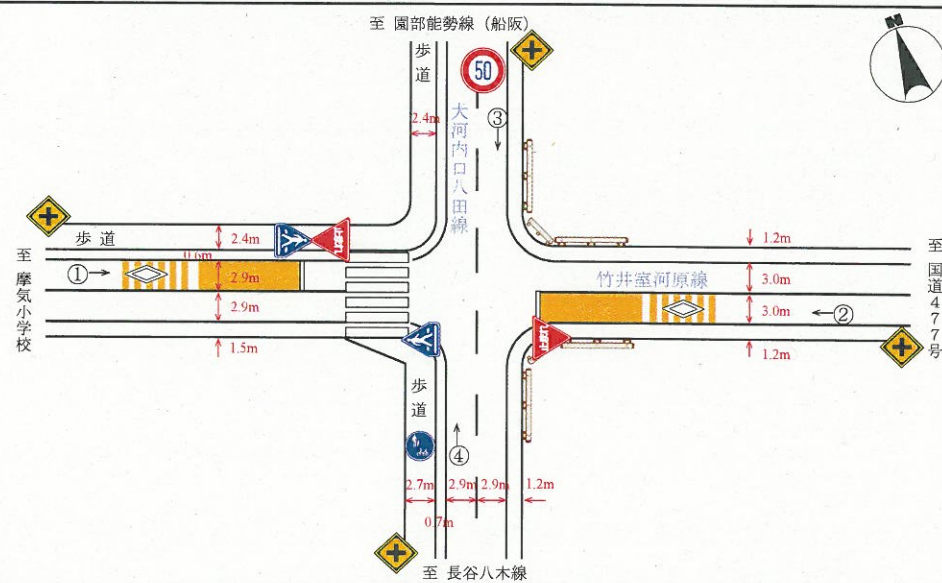 至 園部能勢線（船阪）
歩道
50
③
2.4m
大河内口八田線
歩道
2.4m
止まれ
1.2m
至 摩気小学校
①
0.6m
2.9m
竹井室河原線
3.0m
至 国道477号
2.9m
3.0m
②
1.5m
止まれ
1.2m
歩道
④
2.7m
2.9m
2.9m
1.2m
0.7m
至 長谷八木線